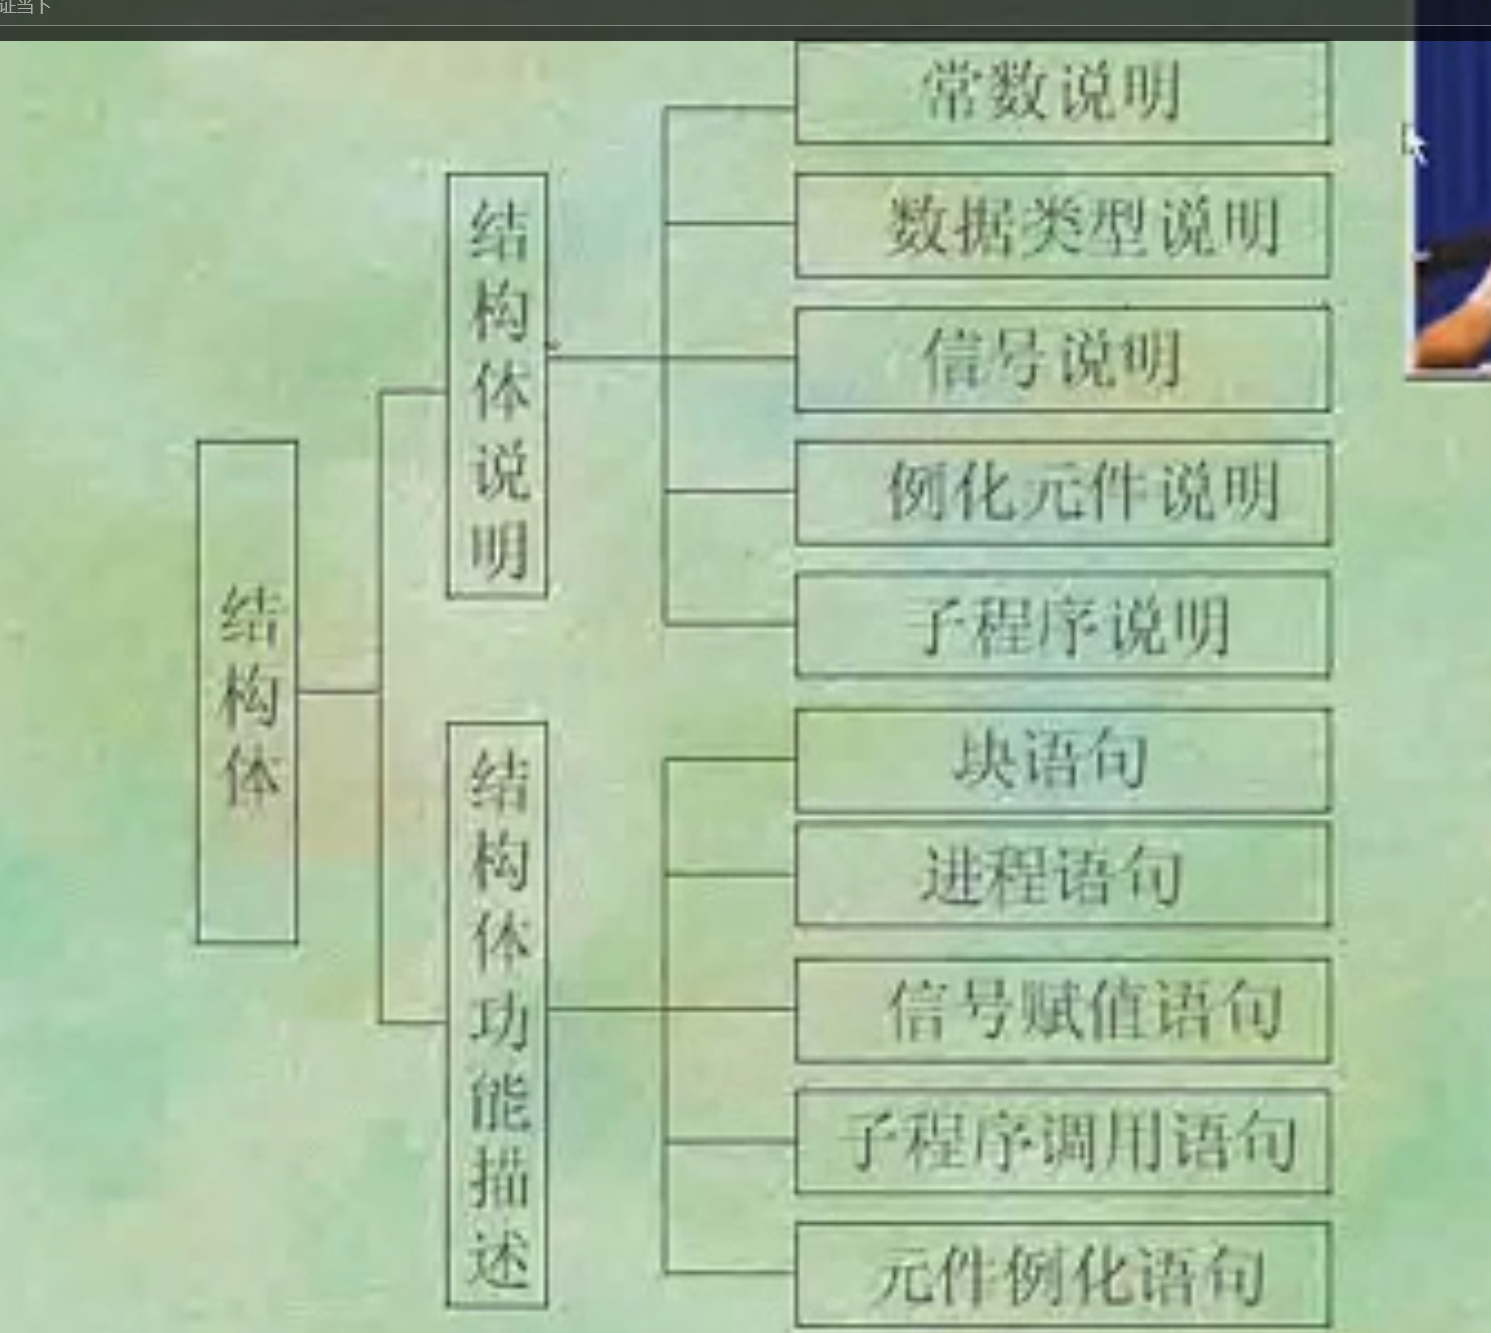 证当下
常数说明
数据类型说明
信号说明
例化元件说明
子程序说明
结构体说明
结构体
块语句
进程语句
信号赋值语句
子程序调用语句
元件例化语句
结构体功能描述